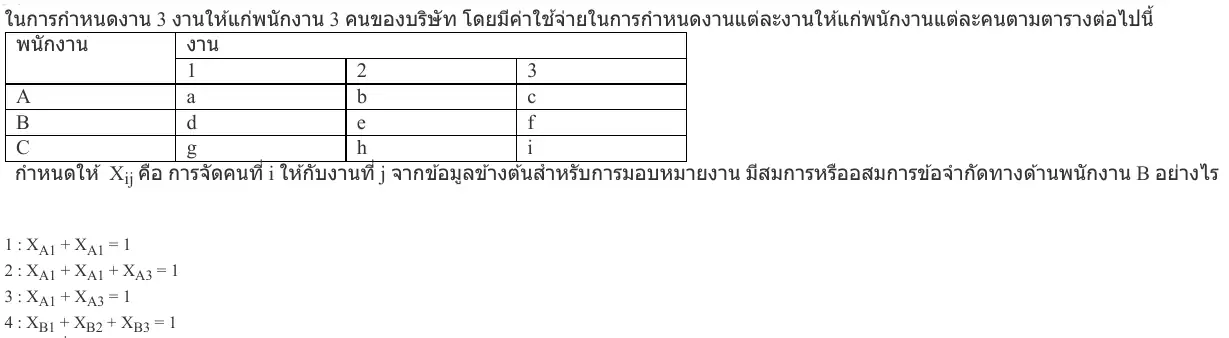 ในการกำหนดงาน 3 งานให้แก่พนักงาน 3 คนของบริษัท โดยมีค่าใช้จ่ายในการกำหนดงานแต่ละงานให้แก่พนักงานแต่ละคนตามตารางต่อไปนี้
พนักงาน งาน
1 2 3
A a b c
B d e f
C g h i
กำหนดให้ Xij คือ การจัดคนที่ i ให้กับงานที่ j จากข้อมูลข้างต้นสำหรับการมอบหมายงาน มีสมการหรืออสมการข้อจำกัดทางด้านพนักงาน B อย่างไร
1 : XA1 + XA1 = 1
2 : XA1 + XA1 + XA3 = 1
3 : XA1 + XA3 = 1
4 : XB1 + XB2 + XB3 = 1